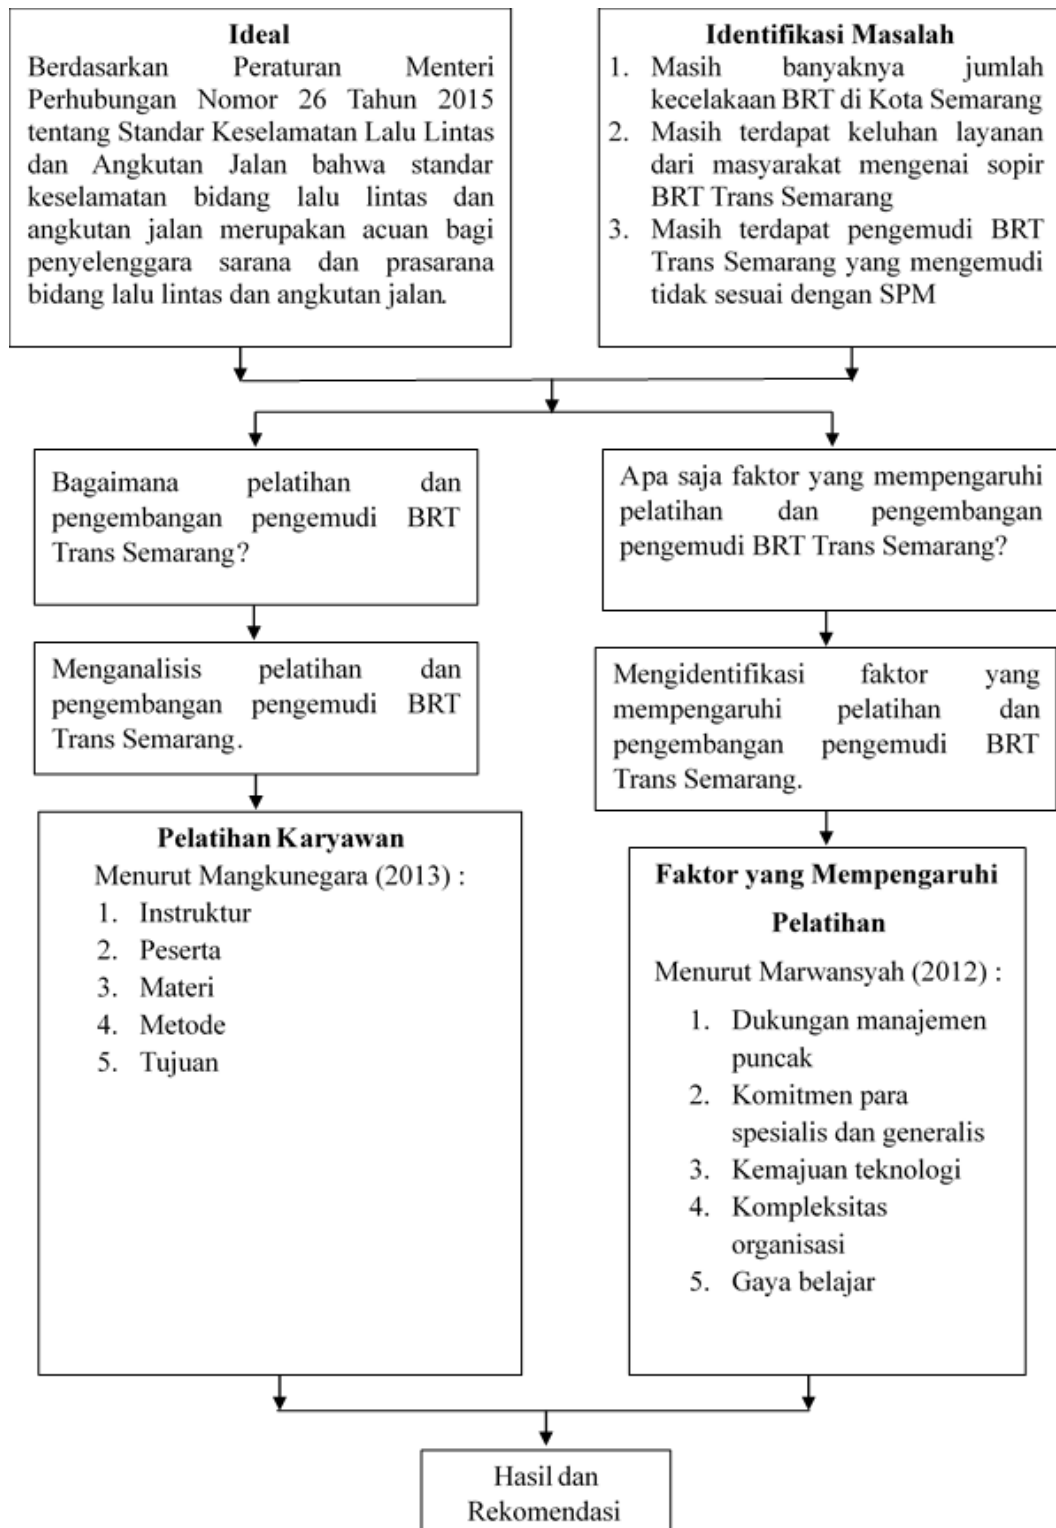 Ideal
Berdasarkan Peraturan Menteri
Perhubungan Nomor 26 Tahun 2015
tentang Standar Keselamatan Lalu Lintas
dan Angkutan Jalan bahwa standar
keselamatan bidang lalu lintas dan
angkutan jalan merupakan acuan bagi
penyelenggara sarana dan prasarana
bidang lalu lintas dan angkutan jalan.
Identifikasi Masalah
1. Masih banyaknya jumlah
kecelakaan BRT di Kota Semarang
2. Masih terdapat keluhan layanan
dari masyarakat mengenai sopir
BRT Trans Semarang
3. Masih terdapat pengemudi BRT
Trans Semarang yang mengemudi
tidak sesuai dengan SPM
Bagaimana pelatihan dan
pengembangan pengemudi BRT
Trans Semarang?
Apa saja faktor yang mempengaruhi
pelatihan dan pengembangan
pengemudi BRT Trans Semarang?
Menganalisis pelatihan dan
pengembangan pengemudi BRT
Trans Semarang.
Mengidentifikasi faktor yang
mempengaruhi pelatihan dan
pengembangan pengemudi BRT
Trans Semarang.
Pelatihan Karyawan
Menurut Mangkunegara (2013) :
1. Instruktur
2. Peserta
3. Materi
4. Metode
5. Tujuan
Faktor yang Mempengaruhi
Pelatihan
Menurut Marwansyah (2012) :
1. Dukungan manajemen
puncak
2. Komitmen para
spesialis dan generalis
3. Kemajuan teknologi
4. Kompleksitas
organisasi
5. Gaya belajar
Hasil dan
Rekomendasi